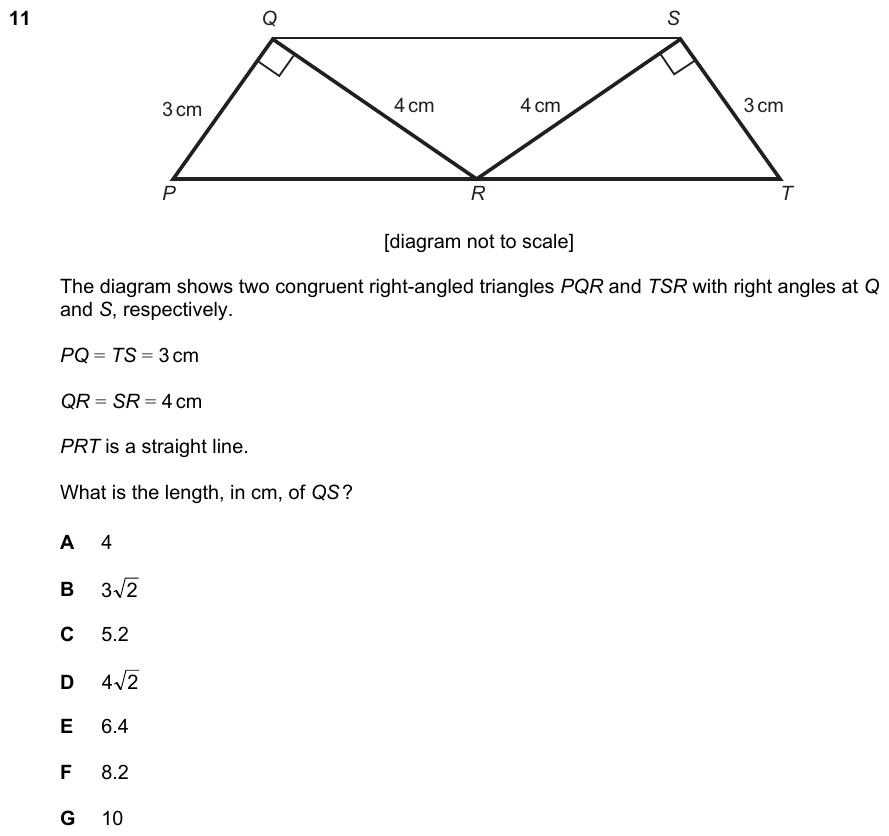 11
Q S
3 cm 4 cm 4 cm 3 cm
P R T
[diagram not to scale]
The diagram shows two congruent right-angled triangles PQR and TSR with right angles at Q
and S, respectively.
PQ = TS = 3 cm
QR = SR = 4 cm
PRT is a straight line.
What is the length, in cm, of QS?
A 4
B 3√2
C 5.2
D 4√2
E 6.4
F 8.2
G 10